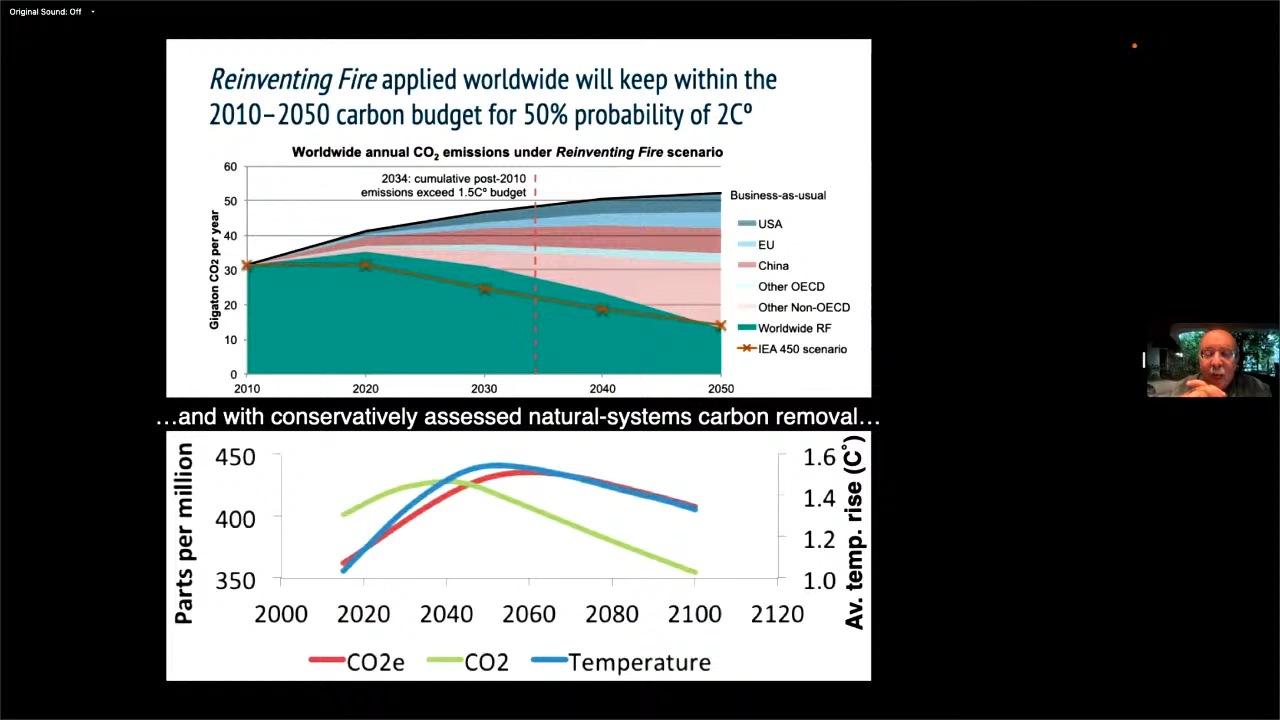 Original Sound: Off
Reinventing Fire applied worldwide will keep within the
2010–2050 carbon budget for 50% probability of 2Cº
Worldwide annual CO₂ emissions under Reinventing Fire scenario
2034: cumulative post-2010
emissions exceed 1.5Cº budget
Gigaton CO2 per year
60
50
40
30
20
10
0
2010 2020 2030 2040 2050
Business-as-usual
USA
EU
China
Other OECD
Other Non-OECD
Worldwide RF
IEA 450 scenario
...and with conservatively assessed natural-systems carbon removal...
Parts per million
450
400
350
1.6
1.4
1.2
1.0
Av. temp. rise (C°)
2000 2020 2040 2060 2080 2100 2120
CO2e CO2 Temperature